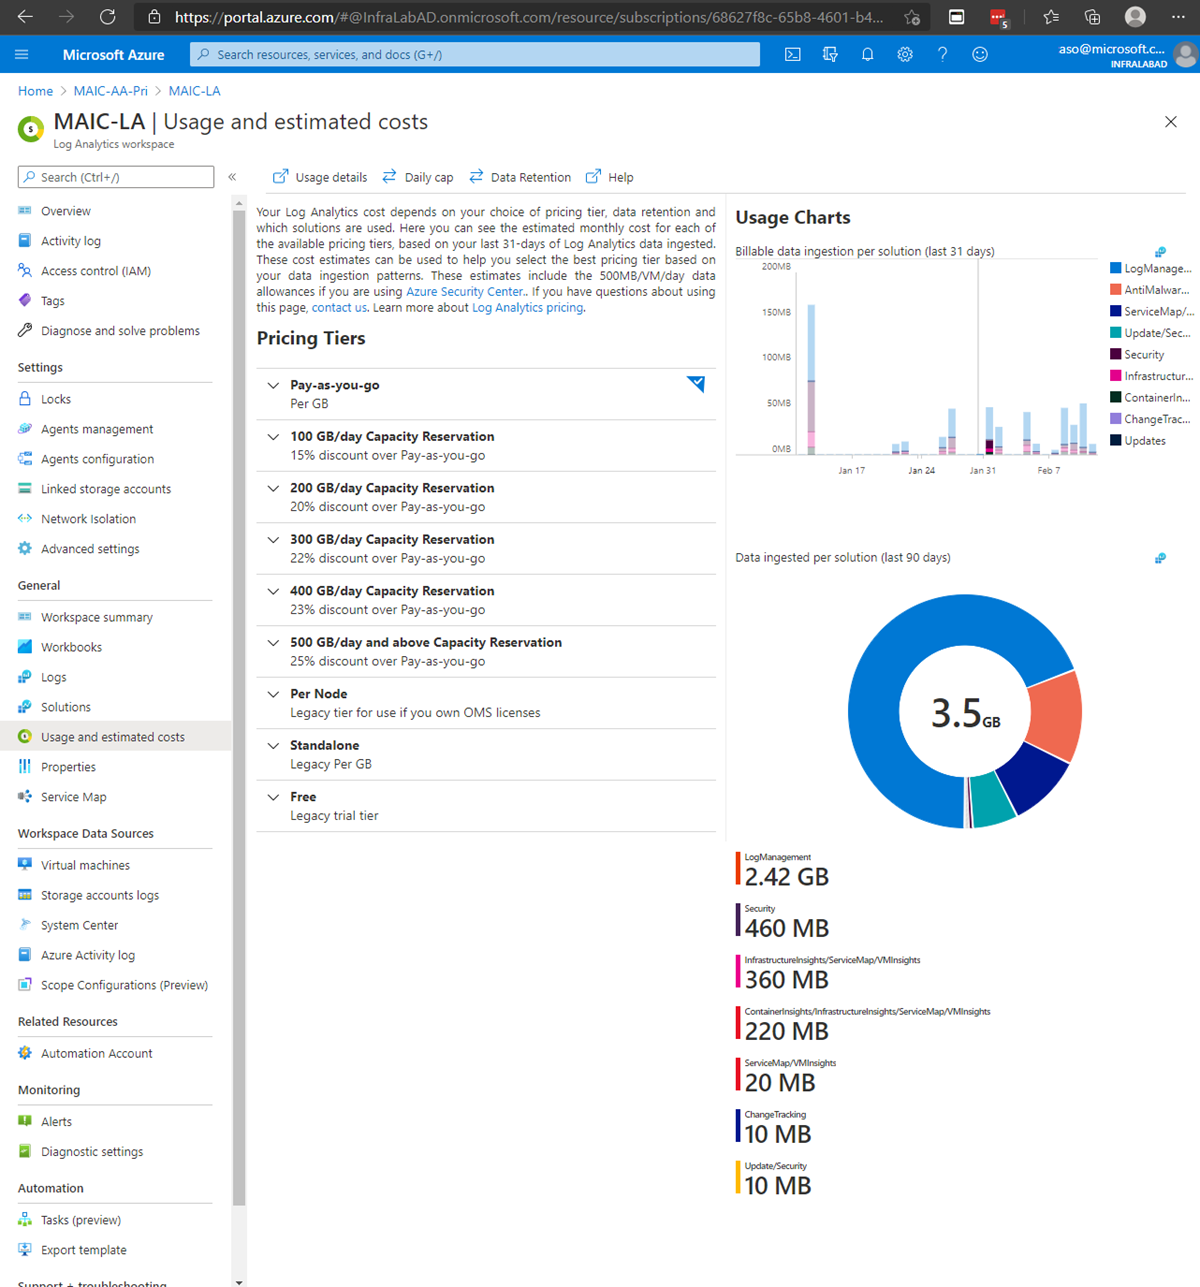 https://portal.azure.com/#@InfraLabAD.onmicrosoft.com/resource/subscriptions/68627f8c-65b8-4601-b4...
5
Microsoft Azure
Search resources, services, and docs (G+/)
aso@microsoft.c...
INFRALABAD
Home > MAIC-AA-Pri > MAIC-LA
MAIC-LA | Usage and estimated costs
Log Analytics workspace
Search (Ctrl+/)
«
Overview
Activity log
Access control (IAM)
Tags
Diagnose and solve problems
Settings
Locks
Agents management
Agents configuration
Linked storage accounts
Network Isolation
Advanced settings
General
Workspace summary
Workbooks
Logs
Solutions
Usage and estimated costs
Properties
Service Map
Workspace Data Sources
Virtual machines
Storage accounts logs
System Center
Azure Activity log
Scope Configurations (Preview)
Related Resources
Automation Account
Monitoring
Alerts
Diagnostic settings
Automation
Tasks (preview)
Export template
Support + troubleshooting
Usage details
Daily cap
Data Retention
Help
Your Log Analytics cost depends on your choice of pricing tier, data retention and
which solutions are used. Here you can see the estimated monthly cost for each of
the available pricing tiers, based on your last 31-days of Log Analytics data ingested.
These cost estimates can be used to help you select the best pricing tier based on
your data ingestion patterns. These estimates include the 500MB/VM/day data
allowances if you are using Azure Security Center.. If you have questions about using
this page, contact us. Learn more about Log Analytics pricing.
Pricing Tiers
Pay-as-you-go
Per GB
100 GB/day Capacity Reservation
15% discount over Pay-as-you-go
200 GB/day Capacity Reservation
20% discount over Pay-as-you-go
300 GB/day Capacity Reservation
22% discount over Pay-as-you-go
400 GB/day Capacity Reservation
23% discount over Pay-as-you-go
500 GB/day and above Capacity Reservation
25% discount over Pay-as-you-go
Per Node
Legacy tier for use if you own OMS licenses
Standalone
Legacy Per GB
Free
Legacy trial tier
Usage Charts
Billable data ingestion per solution (last 31 days)
200MB
150MB
100MB
50MB
0MB
Jan 17
Jan 24
Jan 31
Feb 7
LogManage...
AntiMalwar...
ServiceMap/...
Update/Sec...
Security
Infrastructur...
ContainerIn...
ChangeTrac...
Updates
Data ingested per solution (last 90 days)
3.5GB
LogManagement
2.42 GB
Security
460 MB
InfrastructureInsights/ServiceMap/VMInsights
360 MB
ContainerInsights/InfrastructureInsights/ServiceMap/VMInsights
220 MB
ServiceMap/VMInsights
20 MB
ChangeTracking
10 MB
Update/Security
10 MB